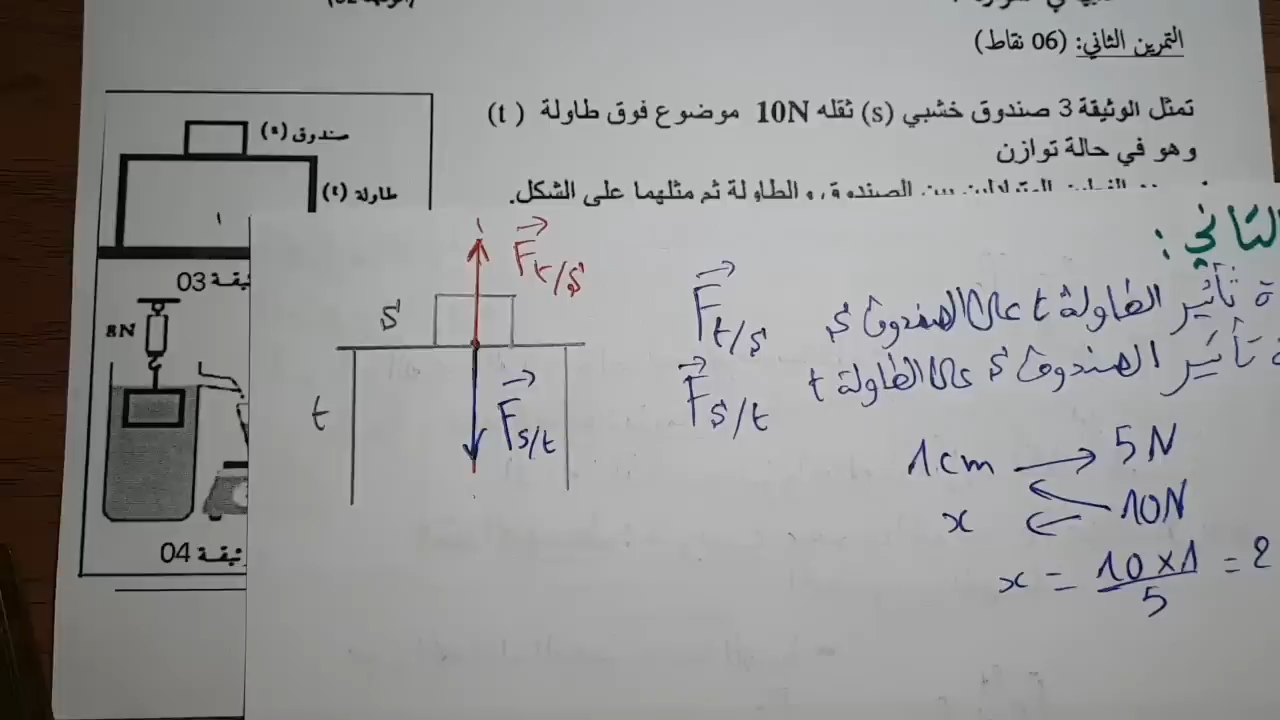 التمرين الثاني: (06 نقاط)
تمثل الوثيقة 3 صندوق خشبي (s) ثقله 10N موضوع فوق طاولة (t)
وهو في حالة توازن
بين الصندوق والطاولة ثم مثلهما على الشكل.
صندوق (s)
طاولة (t)
03
8N
04
الثاني:
F t/s
S
F s/t
t
F t/s تأثير الطاولة t على الصندوق S
F s/t تأثير الصندوق S على الطاولة t
1cm → 5N
x ← 10N
x = 10×1/5 = 2